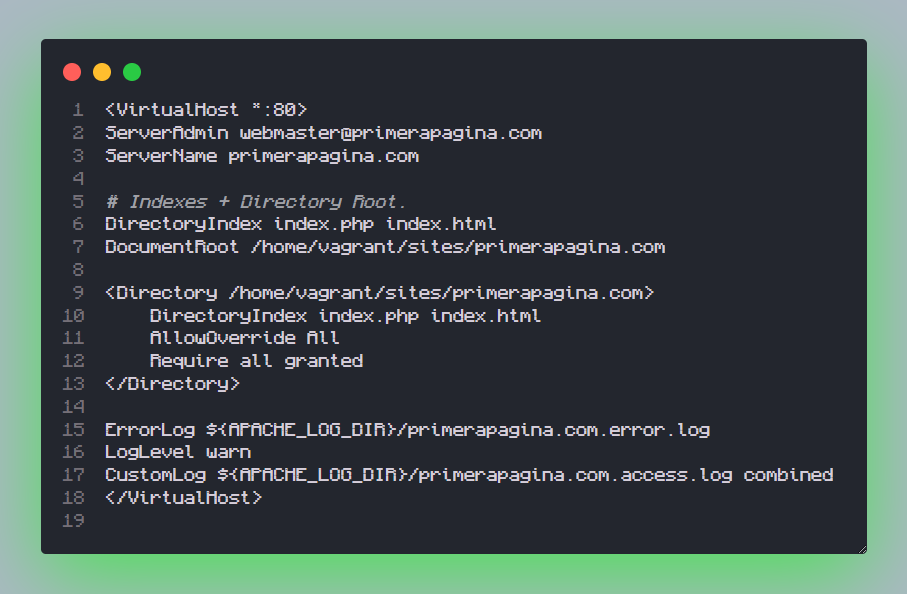 1 <VirtualHost *:80>
2 ServerAdmin webmaster@primerapagina.com
3 ServerName primerapagina.com
4
5 # Indexes + Directory Root.
6 DirectoryIndex index.php index.html
7 DocumentRoot /home/vagrant/sites/primerapagina.com
8
9 <Directory /home/vagrant/sites/primerapagina.com>
10     DirectoryIndex index.php index.html
11     AllowOverride All
12     Require all granted
13 </Directory>
14
15 ErrorLog ${APACHE_LOG_DIR}/primerapagina.com.error.log
16 LogLevel warn
17 CustomLog ${APACHE_LOG_DIR}/primerapagina.com.access.log combined
18 </VirtualHost>
19